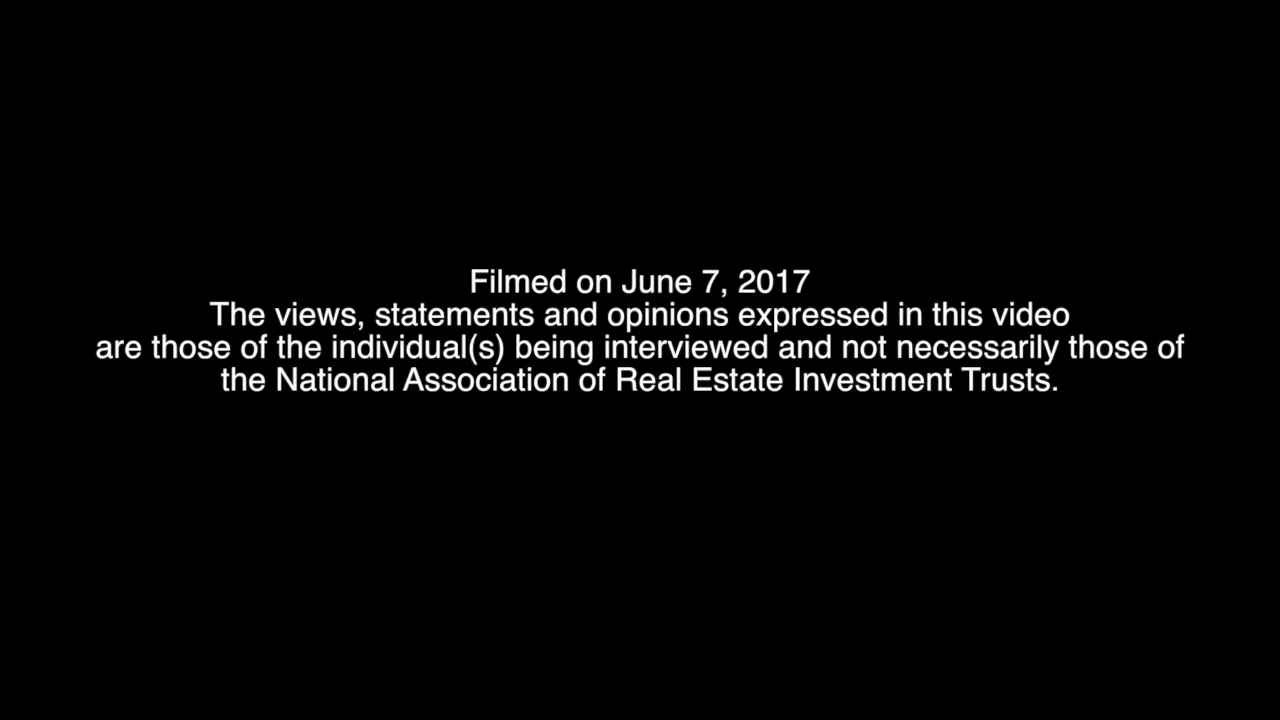 Filmed on June 7, 2017
The views, statements and opinions expressed in this video
are those of the individual(s) being interviewed and not necessarily those of
the National Association of Real Estate Investment Trusts.